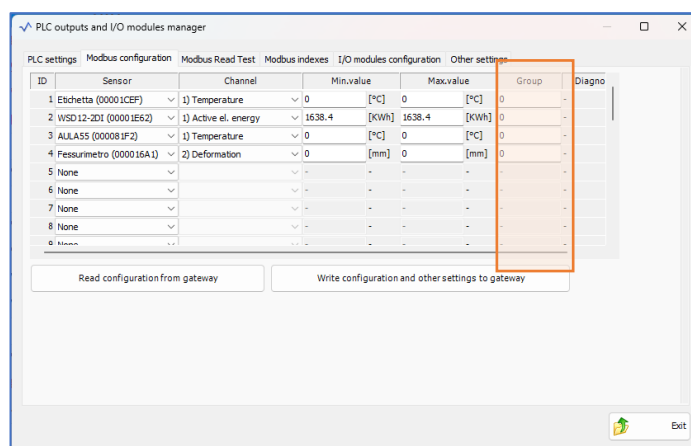 PLC outputs and I/O modules manager
PLC settings Modbus configuration Modbus Read Test Modbus indexes I/O modules configuration Other settings
ID Sensor Channel Min.value Max.value Group Diagno
1 Etichetta (00001CEF) 1) Temperature 0 [°C] 0 [°C] 0 -
2 WSD12-2DI (00001E62) 1) Active el. energy 1638.4 [KWh] 1638.4 [KWh] 0 -
3 AULA55 (000081F2) 1) Temperature 0 [°C] 0 [°C] 0 -
4 Fessurimetro (000016A1) 2) Deformation 0 [mm] 0 [mm] 0 -
5 None - - - - - -
6 None - - - - - -
7 None - - - - - -
8 None - - - - - -
9 None
Read configuration from gateway Write configuration and other settings to gateway
Exit